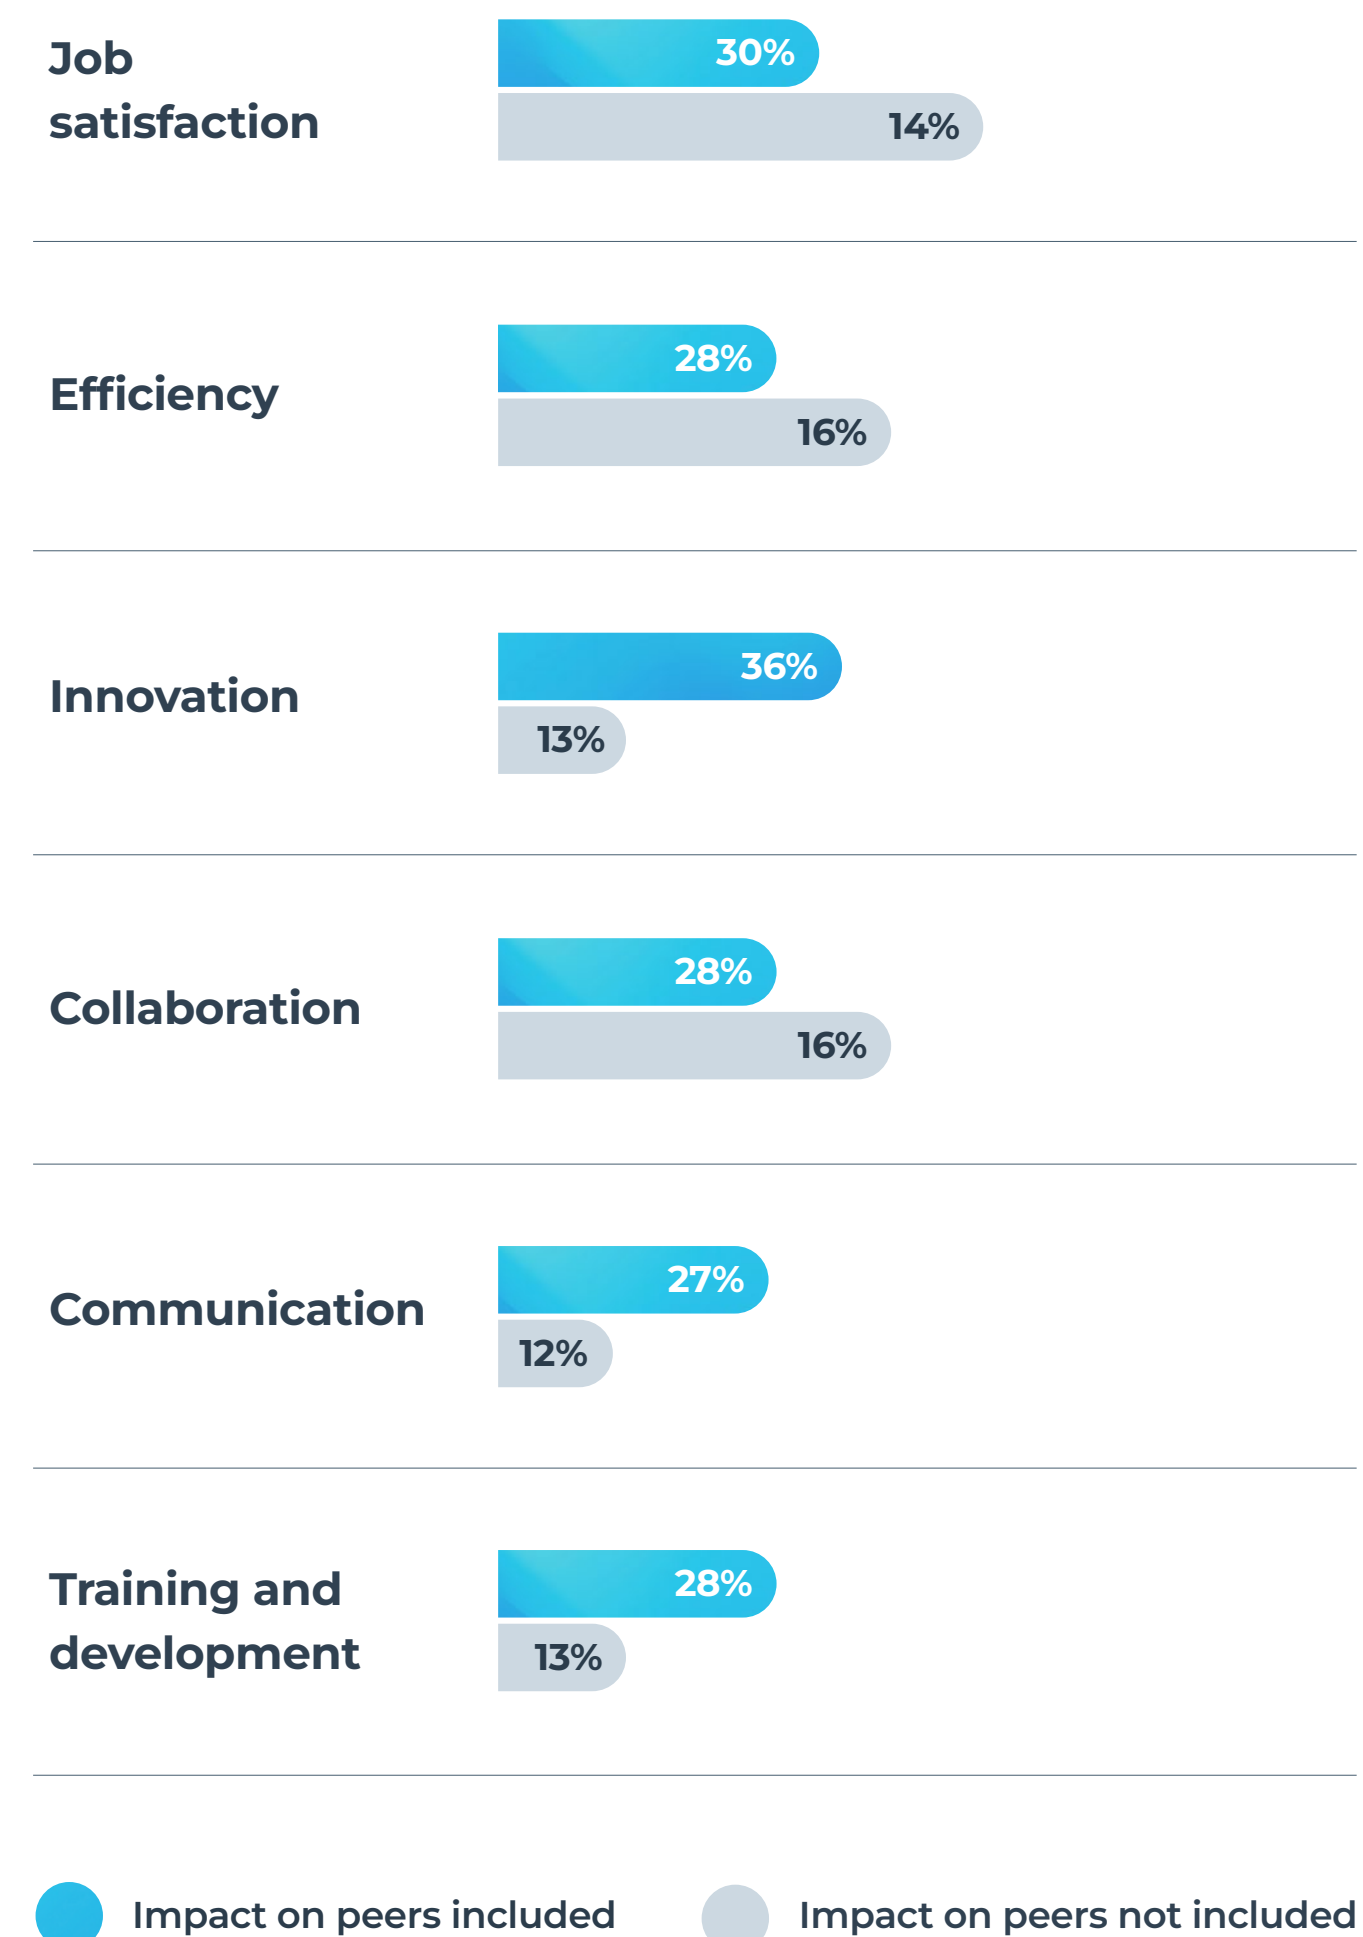 Job
satisfaction
30%
14%
Efficiency
28%
16%
Innovation
36%
13%
Collaboration
28%
16%
Communication
27%
12%
Training and
development
28%
13%
Impact on peers included
Impact on peers not included